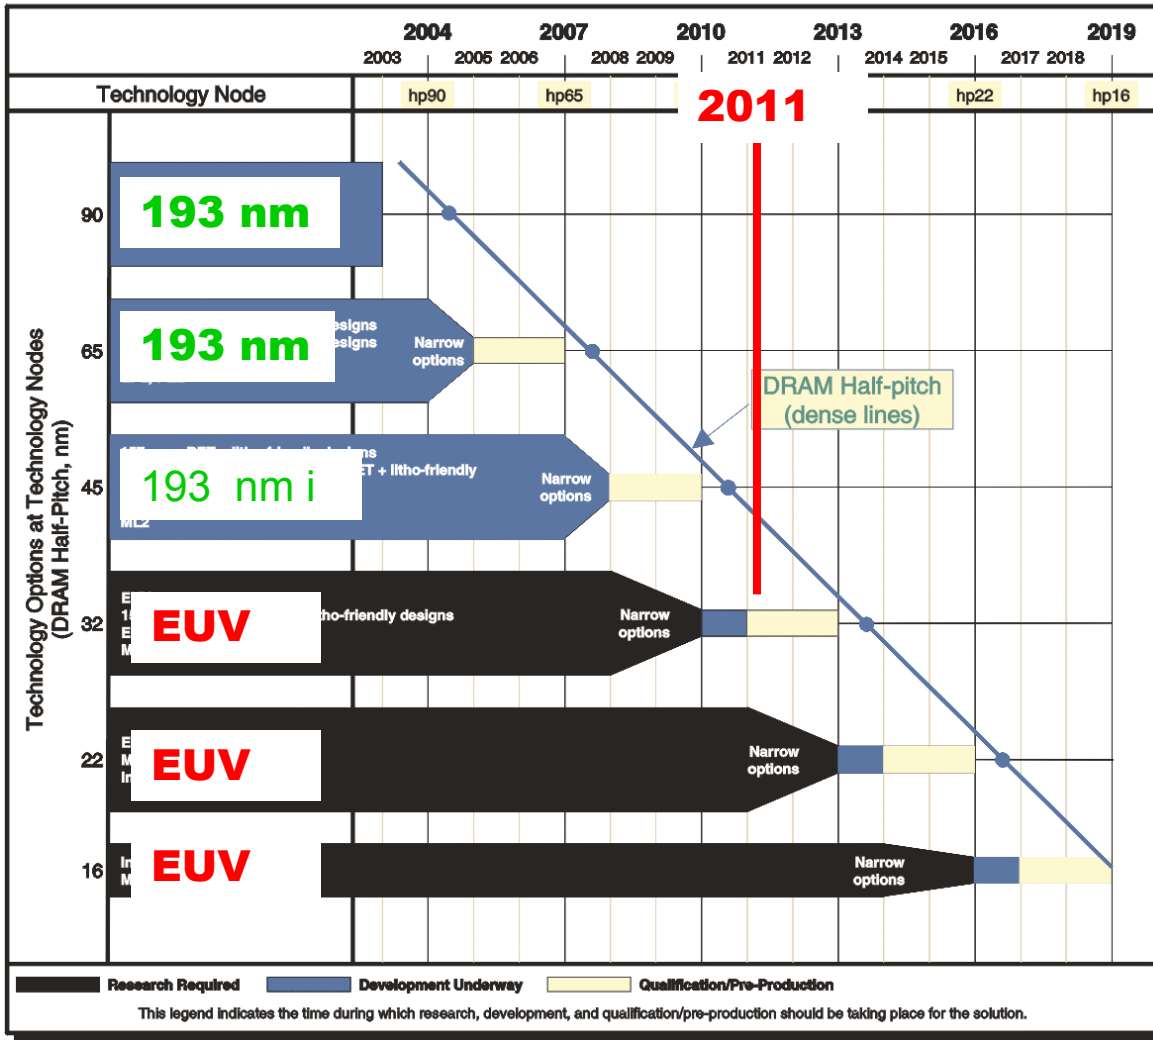 2004 2007 2010 2013 2016 2019
2003 2005 2006 2008 2009 2011 2012 2014 2015 2017 2018
Technology Node hp90 hp65 hp22 hp16
2011
Technology Options at Technology Nodes
(DRAM Half-Pitch, nm)
90
193 nm
65
193 nm
esigns
esigns
Narrow
options
DRAM Half-pitch
(dense lines)
45
193 nm i
ET + litho-friendly
ML2
Narrow
options
32
EUV
tho-friendly designs
Narrow
options
22
EUV
Narrow
options
16
EUV
Narrow
options
Research Required Development Underway Qualification/Pre-Production
This legend indicates the time during which research, development, and qualification/pre-production should be taking place for the solution.